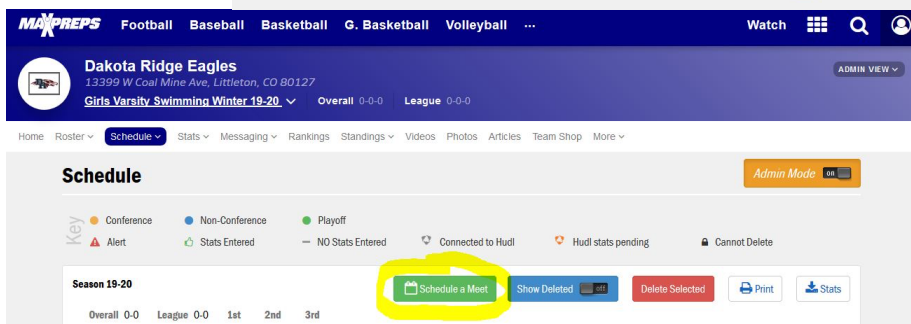 MAXPREPS Football Baseball Basketball G. Basketball Volleyball ... Watch
Dakota Ridge Eagles
13399 W Coal Mine Ave, Littleton, CO 80127
ADMIN VIEW
Girls Varsity Swimming Winter 19-20 Overall 0-0-0 League 0-0-0
Home Roster Schedule Stats Messaging Rankings Standings Videos Photos Articles Team Shop More
Schedule
Admin Mode on
Key
Conference Non-Conference Playoff
Alert Stats Entered NO Stats Entered Connected to Hudl Hudl stats pending Cannot Delete
Season 19-20 Schedule a Meet Show Deleted off Delete Selected Print Stats
Overall 0-0 League 0-0 1st 2nd 3rd